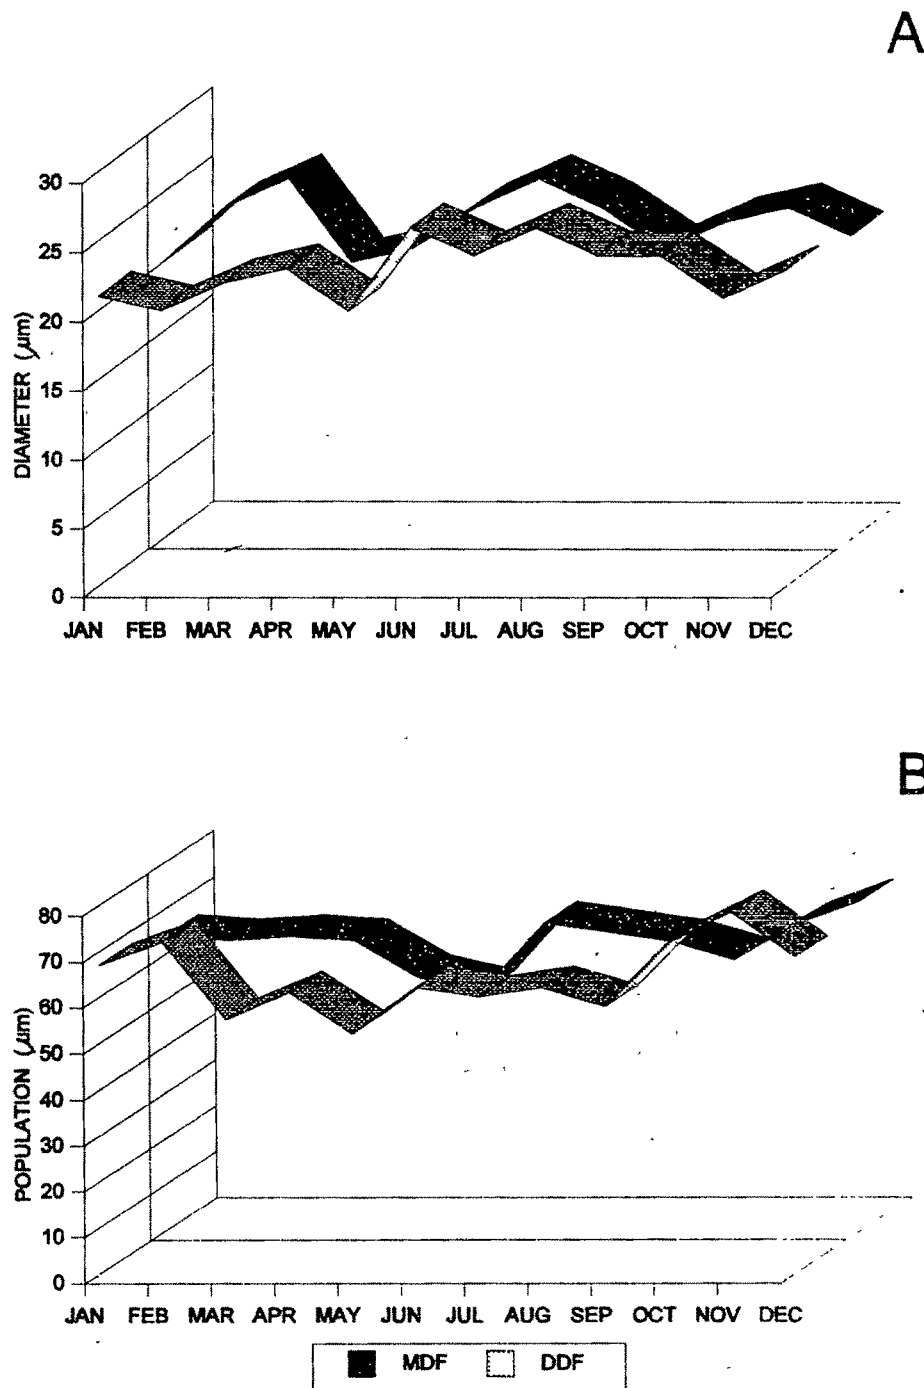 A
30
25
20
15
10
5
0
DIAMETER (µm)
JAN FEB MAR APR MAY JUN JUL AUG SEP OCT NOV DEC
B
80
70
60
50
40
30
20
10
0
POPULATION (µm)
JAN FEB MAR APR MAY JUN JUL AUG SEP OCT NOV DEC
MDF DDF